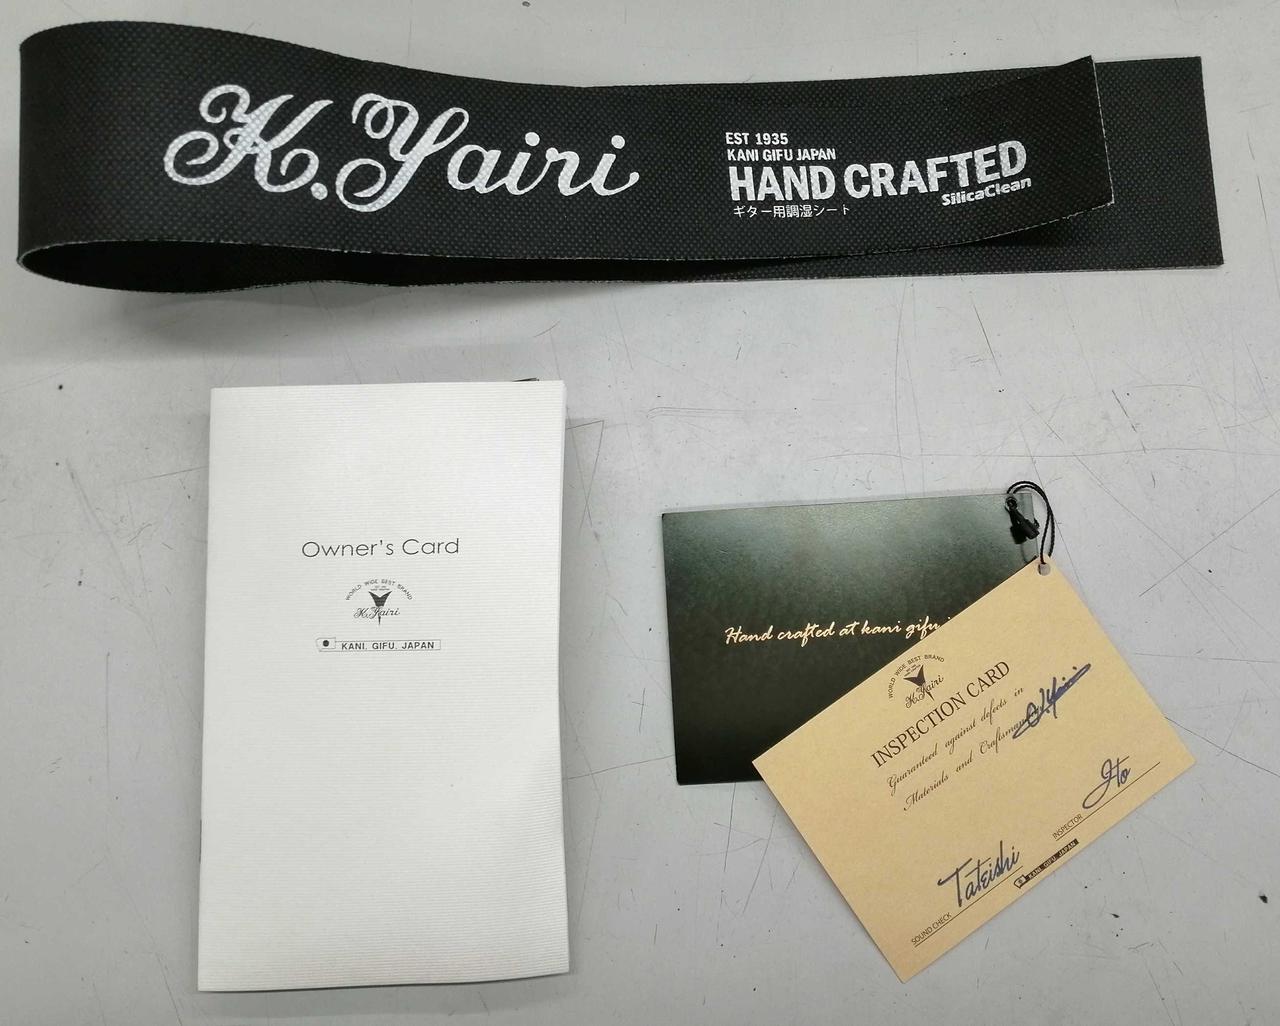 K. Yairi
EST 1935
KANI GIFU JAPAN
HAND CRAFTED
SilicaClean
ギター用調湿シート
Owner's Card
WORLD WIDE BEST BRAND
K. Yairi
KANI. GIFU. JAPAN
Hand crafted at kani gifu
WORLD WIDE BEST BRAND
K. Yairi
INSPECTION CARD
Guaranteed against defects in
Materials and
Ito
INSPECTOR
Tateishi
SOUND CHECK
KANI. GIFU. JAPAN